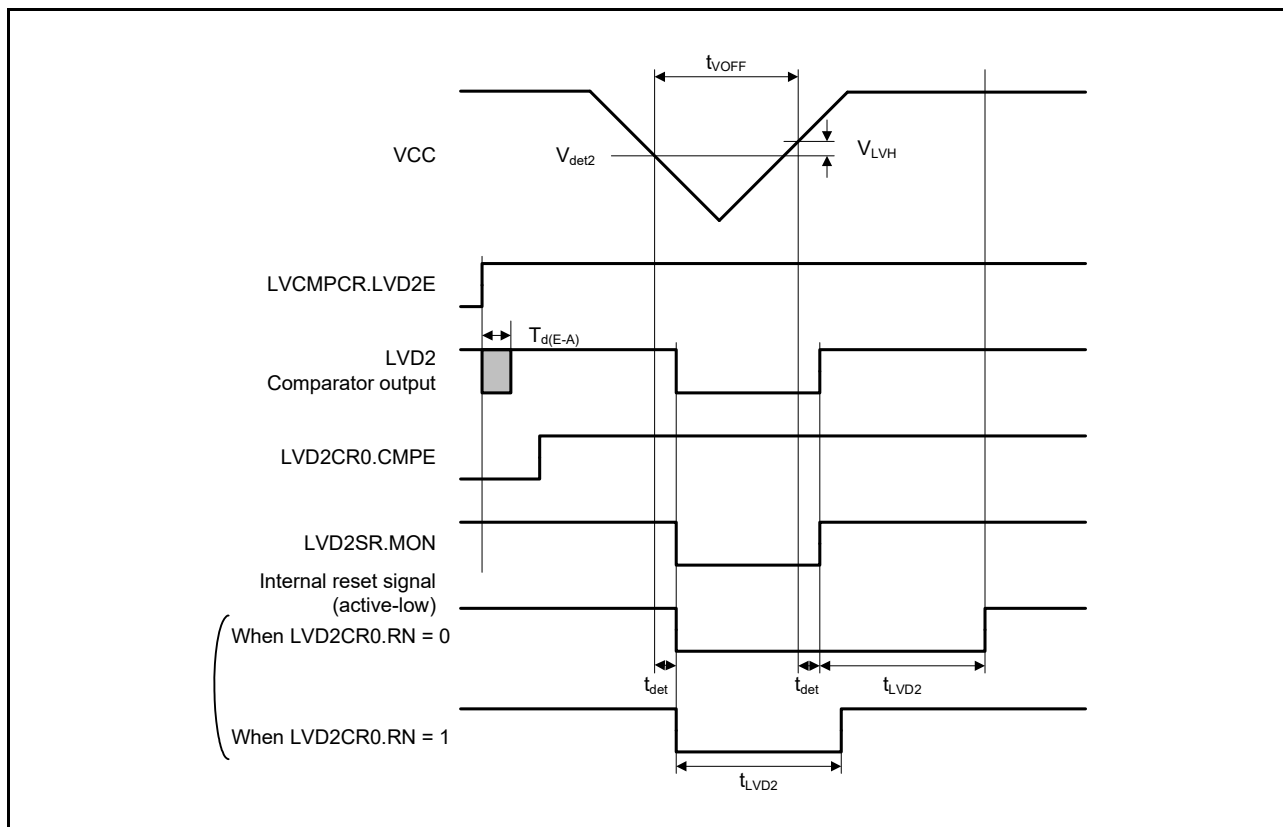 tVOFF
VCC
Vdet2
VLVH
LVCMPCR.LVD2E
Td(E-A)
LVD2
Comparator output
LVD2CR0.CMPE
LVD2SR.MON
Internal reset signal
(active-low)
When LVD2CR0.RN = 0
tdet
tdet
tLVD2
When LVD2CR0.RN = 1
tLVD2